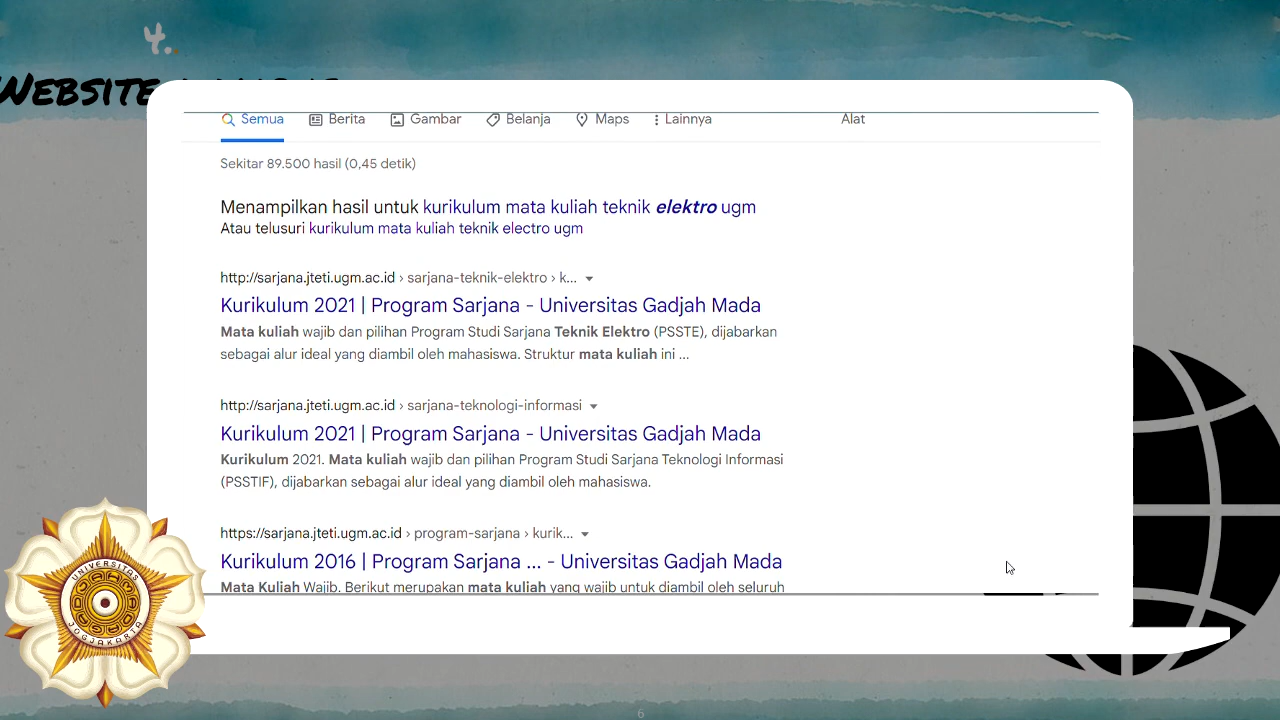 4.
Website
Semua Berita Gambar Belanja Maps Lainnya Alat
Sekitar 89.500 hasil (0,45 detik)
Menampilkan hasil untuk kurikulum mata kuliah teknik elektro ugm
Atau telusuri kurikulum mata kuliah teknik electro ugm
http://sarjana.jteti.ugm.ac.id › sarjana-teknik-elektro › k...
Kurikulum 2021 | Program Sarjana - Universitas Gadjah Mada
Mata kuliah wajib dan pilihan Program Studi Sarjana Teknik Elektro (PSSTE), dijabarkan
sebagai alur ideal yang diambil oleh mahasiswa. Struktur mata kuliah ini ...
http://sarjana.jteti.ugm.ac.id › sarjana-teknologi-informasi
Kurikulum 2021 | Program Sarjana - Universitas Gadjah Mada
Kurikulum 2021. Mata kuliah wajib dan pilihan Program Studi Sarjana Teknologi Informasi
(PSSTIF), dijabarkan sebagai alur ideal yang diambil oleh mahasiswa.
https://sarjana.jteti.ugm.ac.id › program-sarjana › kurik...
Kurikulum 2016 | Program Sarjana ... - Universitas Gadjah Mada
Mata Kuliah Wajib. Berikut merupakan mata kuliah yang wajib untuk diambil oleh seluruh
UNIVERSITAS
JOGJAKARTA
6